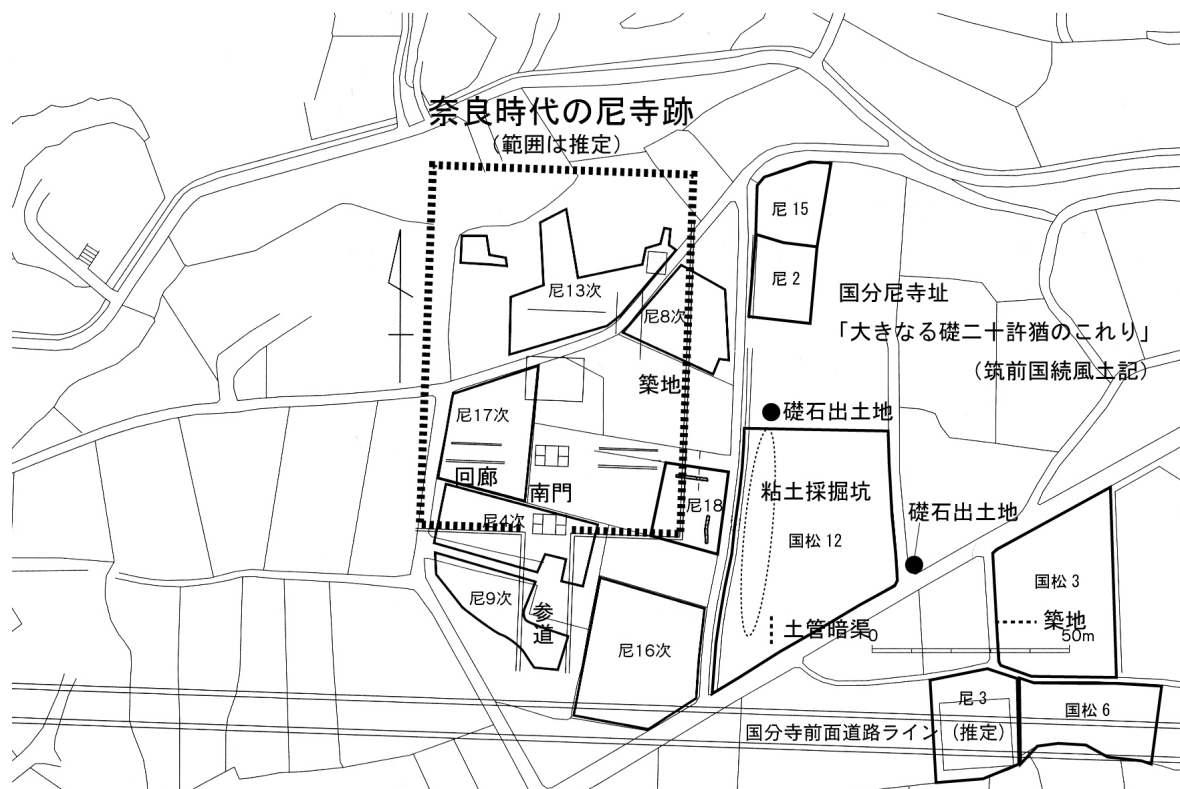 奈良時代の尼寺跡
（範囲は推定）
尼 15
尼 2
尼13次
尼8次
国分尼寺址
「大きなる礎二十許猶のこれり」
（筑前国続風土記）
築地
礎石出土地
尼17次
回廊
南門
尼18
尼4次
粘土採掘坑
国松 12
礎石出土地
国松 3
尼9次
参道
尼16次
土管暗渠
築地
0
50m
尼 3
国松 6
国分寺前面道路ライン（推定）